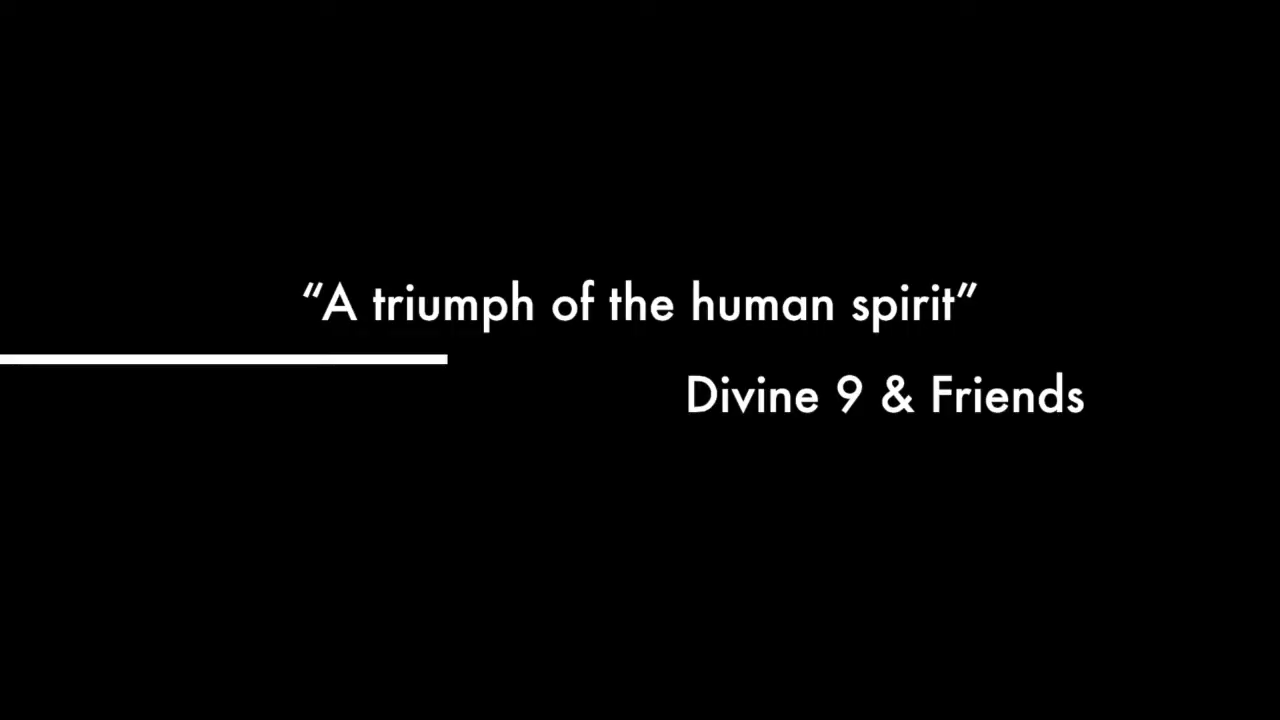 “A triumph of the human spirit”
Divine 9 & Friends